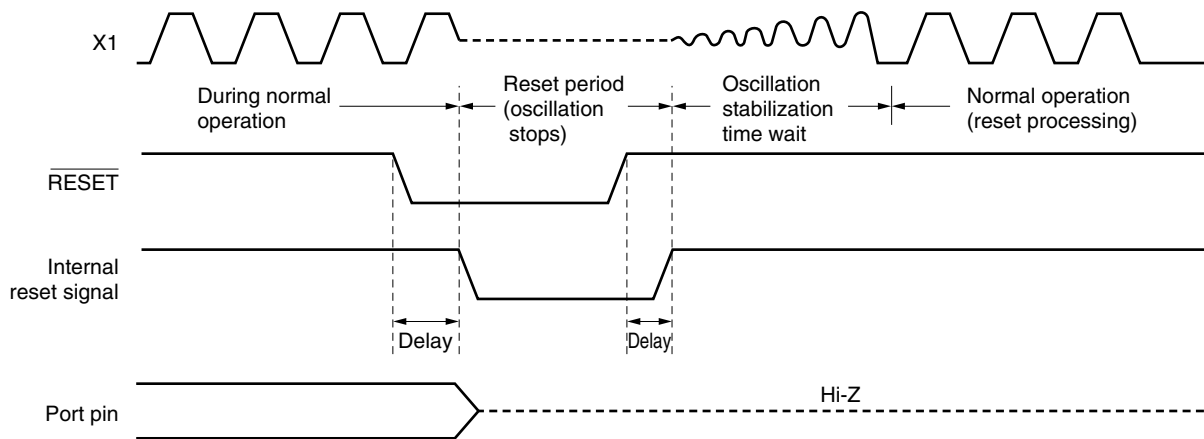 X1
During normal
operation
Reset period
(oscillation
stops)
Oscillation
stabilization
time wait
Normal operation
(reset processing)
RESET
Internal
reset signal
Delay
Delay
Port pin
Hi-Z